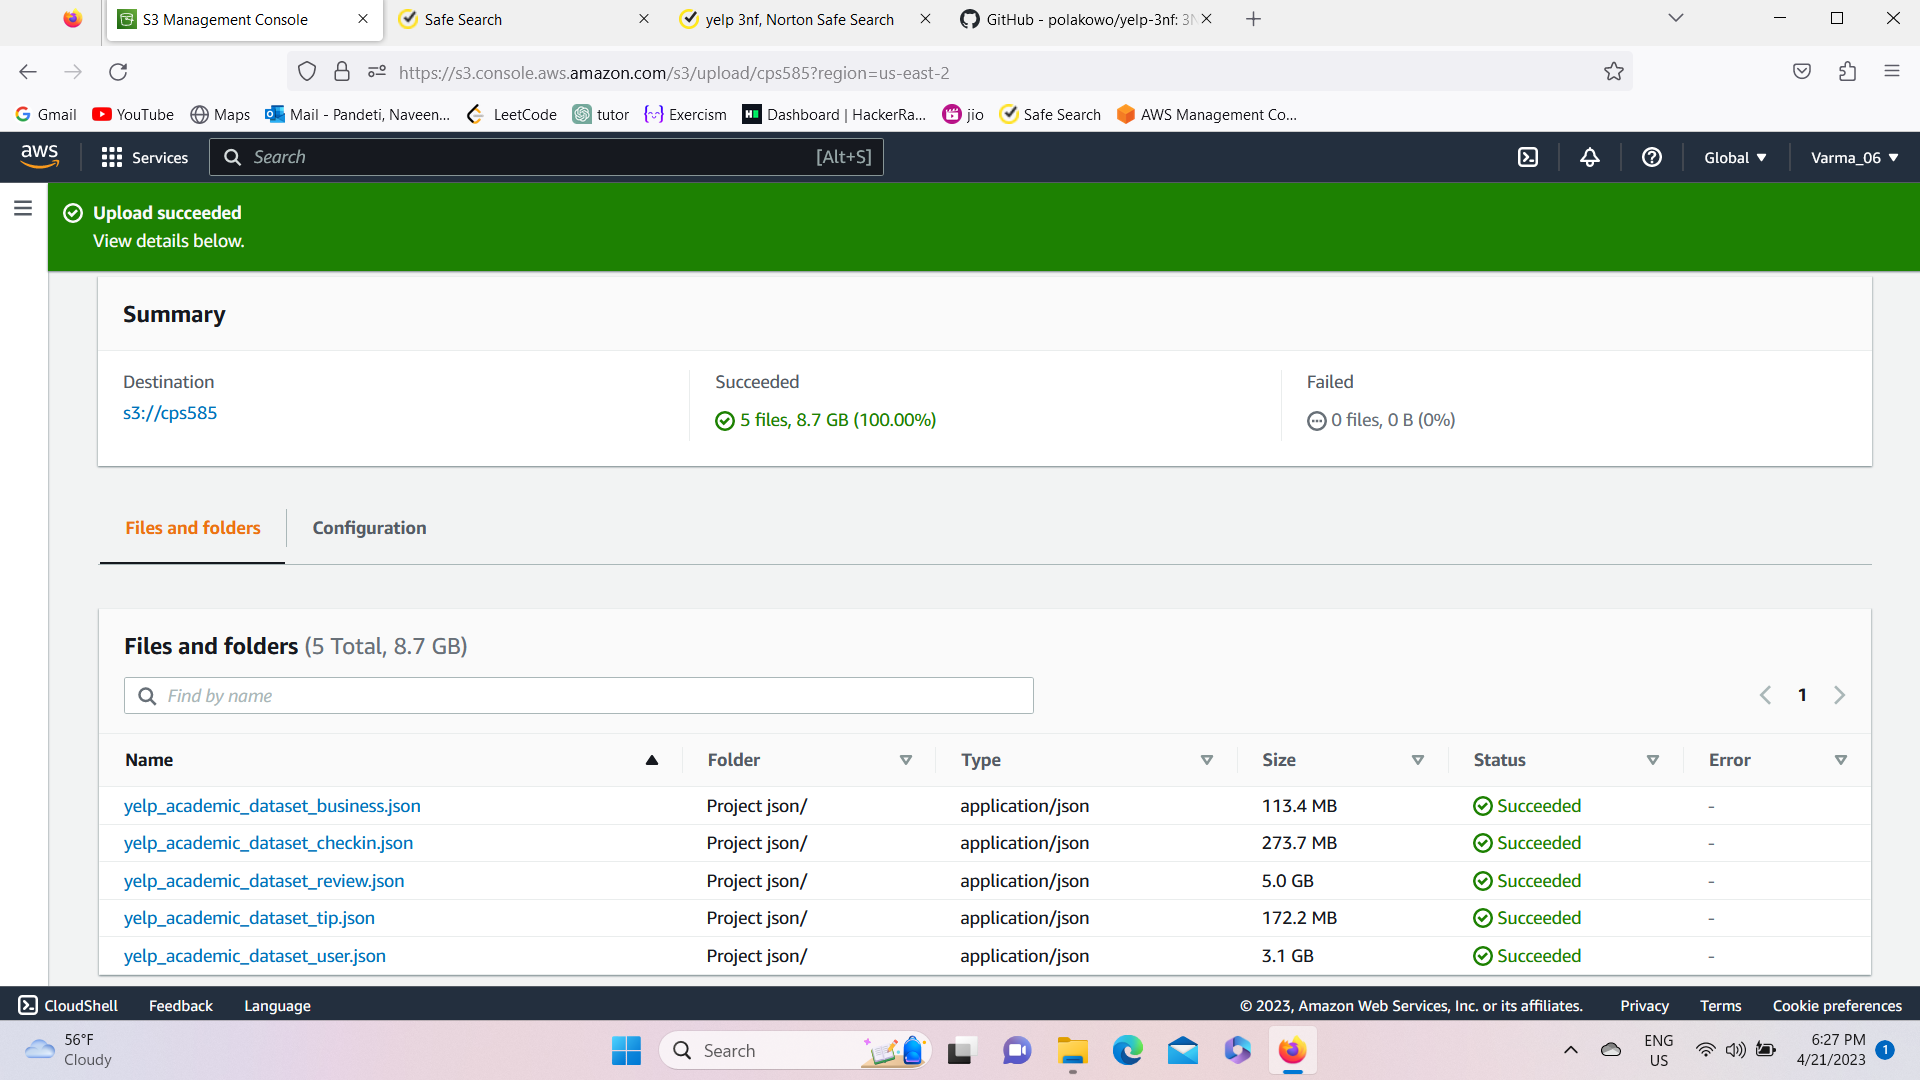 S3 Management Console
Safe Search
yelp 3nf, Norton Safe Search
GitHub - polakowo/yelp-3nf: 3N
https://s3.console.aws.amazon.com/s3/upload/cps585?region=us-east-2
Gmail
YouTube
Maps
Mail - Pandeti, Naveen...
LeetCode
tutor
Exercism
Dashboard | HackerRa...
jio
Safe Search
AWS Management Co...
aws
Services
Search
[Alt+S]
Global
Varma_06
Upload succeeded
View details below.
Summary
Destination
s3://cps585
Succeeded
5 files, 8.7 GB (100.00%)
Failed
0 files, 0 B (0%)
Files and folders
Configuration
Files and folders (5 Total, 8.7 GB)
Find by name
1
Name Folder Type Size Status Error
yelp_academic_dataset_business.json Project json/ application/json 113.4 MB Succeeded -
yelp_academic_dataset_checkin.json Project json/ application/json 273.7 MB Succeeded -
yelp_academic_dataset_review.json Project json/ application/json 5.0 GB Succeeded -
yelp_academic_dataset_tip.json Project json/ application/json 172.2 MB Succeeded -
yelp_academic_dataset_user.json Project json/ application/json 3.1 GB Succeeded -
CloudShell
Feedback
Language
© 2023, Amazon Web Services, Inc. or its affiliates.
Privacy
Terms
Cookie preferences
56°F
Cloudy
Search
ENG
US
6:27 PM
4/21/2023
1